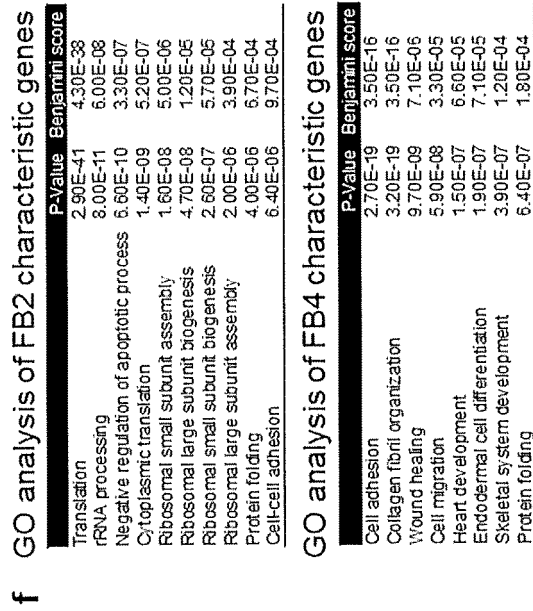 f GO analysis of FB2 characteristic genes
P-Value Benjamini score
Translation 2.90E-41 4.30E-38
rRNA processing 8.00E-11 6.00E-08
Negative regulation of apoptotic process 6.60E-10 3.30E-07
Cytoplasmic translation 1.40E-09 5.20E-07
Ribosomal small subunit assembly 1.60E-08 5.00E-06
Ribosomal large subunit biogenesis 4.70E-08 1.20E-05
Ribosomal small subunit biogenesis 2.60E-07 5.70E-05
Ribosomal large subunit assembly 2.00E-06 3.90E-04
Protein folding 4.00E-06 6.70E-04
Cell-cell adhesion 6.40E-06 9.70E-04
GO analysis of FB4 characteristic genes
P-Value Benjamini score
Cell adhesion 2.70E-19 3.50E-16
Collagen fibril organization 3.20E-19 3.50E-16
Wound healing 9.70E-09 7.10E-06
Cell migration 5.90E-08 3.30E-05
Heart development 1.50E-07 6.60E-05
Endodermal cell differentiation 1.90E-07 7.10E-05
Skeletal system development 3.90E-07 1.20E-04
Protein folding 6.40E-07 1.80E-04